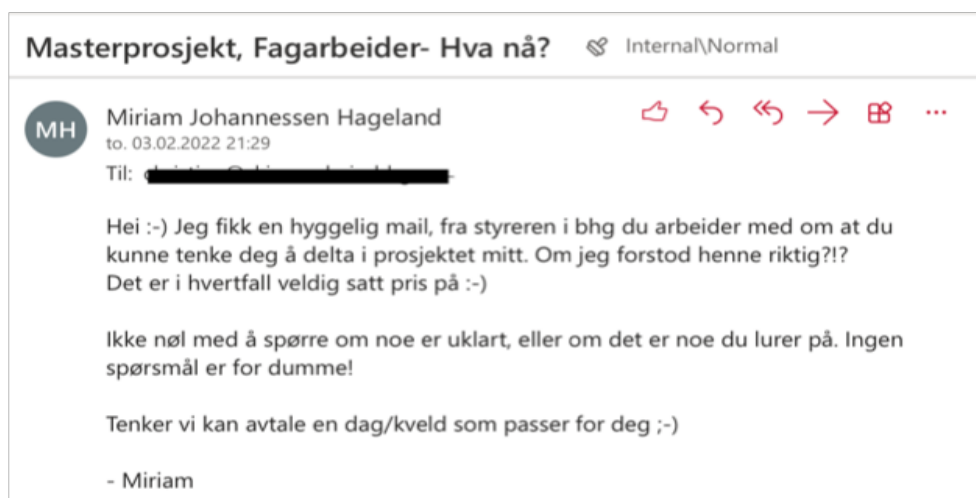 Masterprosjekt, Fagarbeider- Hva nå? Internal\Normal
MH
Miriam Johannessen Hageland
to. 03.02.2022 21:29
Til:
Hei :-) Jeg fikk en hyggelig mail, fra styreren i bhg du arbeider med om at du
kunne tenke deg å delta i prosjektet mitt. Om jeg forstod henne riktig?!?
Det er i hvertfall veldig satt pris på :-)
Ikke nøl med å spørre om noe er uklart, eller om det er noe du lurer på. Ingen
spørsmål er for dumme!
Tenker vi kan avtale en dag/kveld som passer for deg ;-)
- Miriam